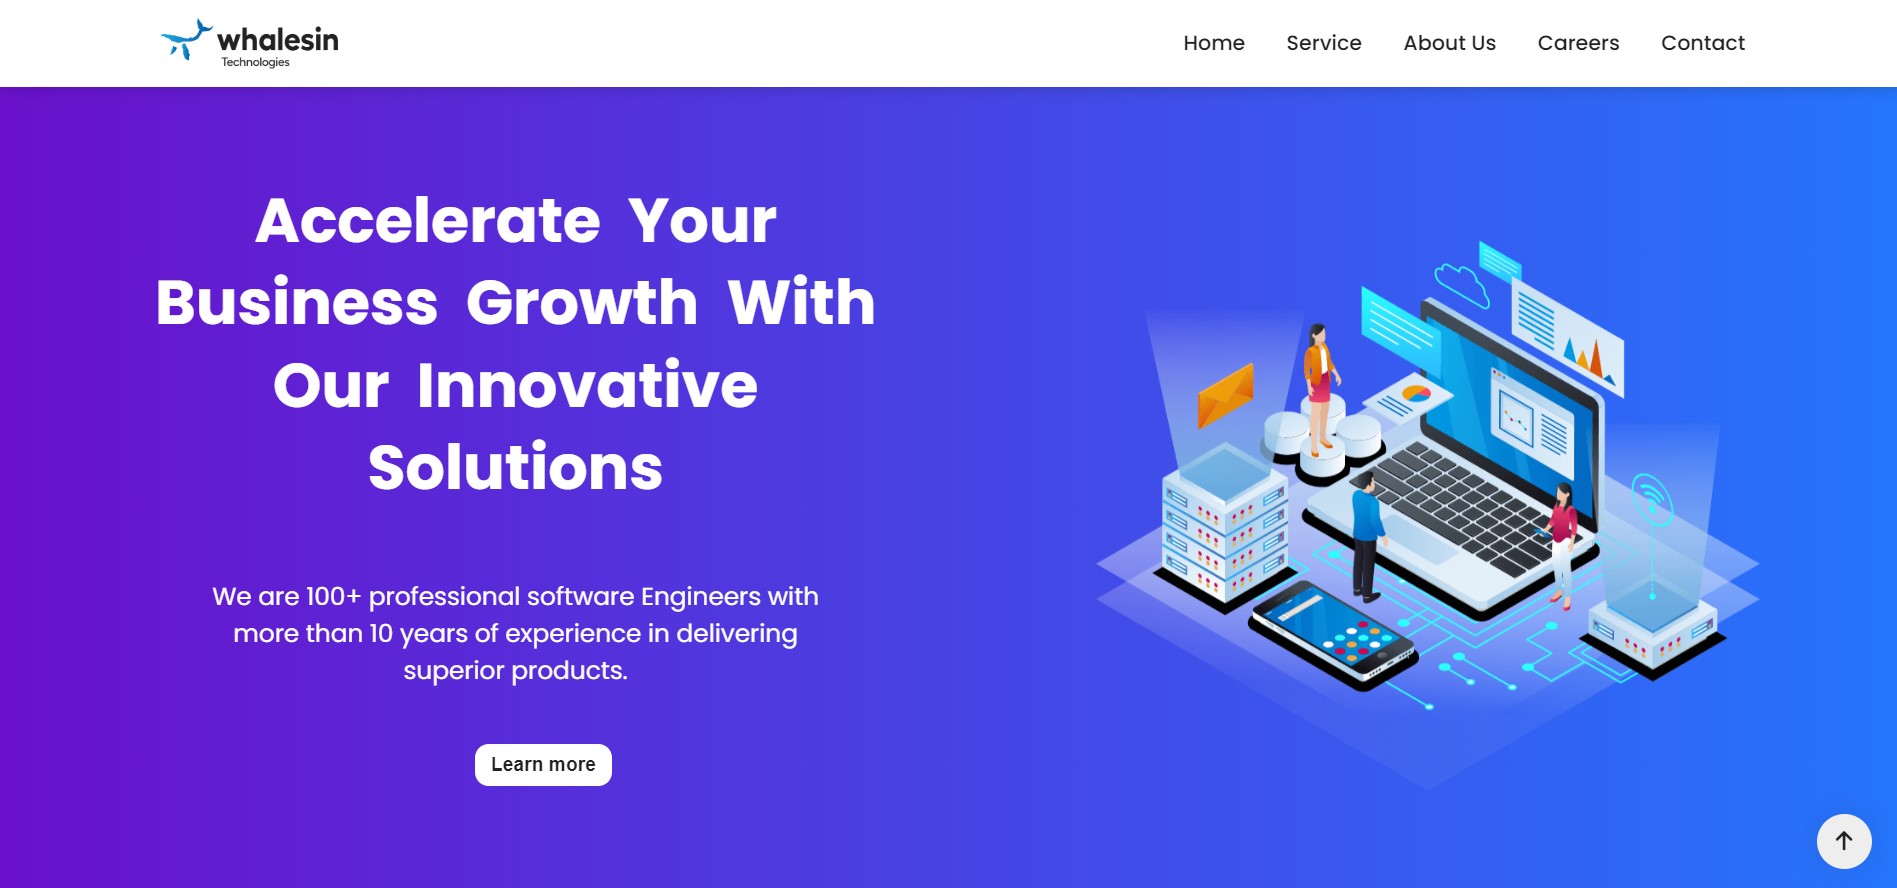 whalesin
Technologies
Home Service About Us Careers Contact
Accelerate Your
Business Growth With
Our Innovative
Solutions
We are 100+ professional software Engineers with
more than 10 years of experience in delivering
superior products.
Learn more